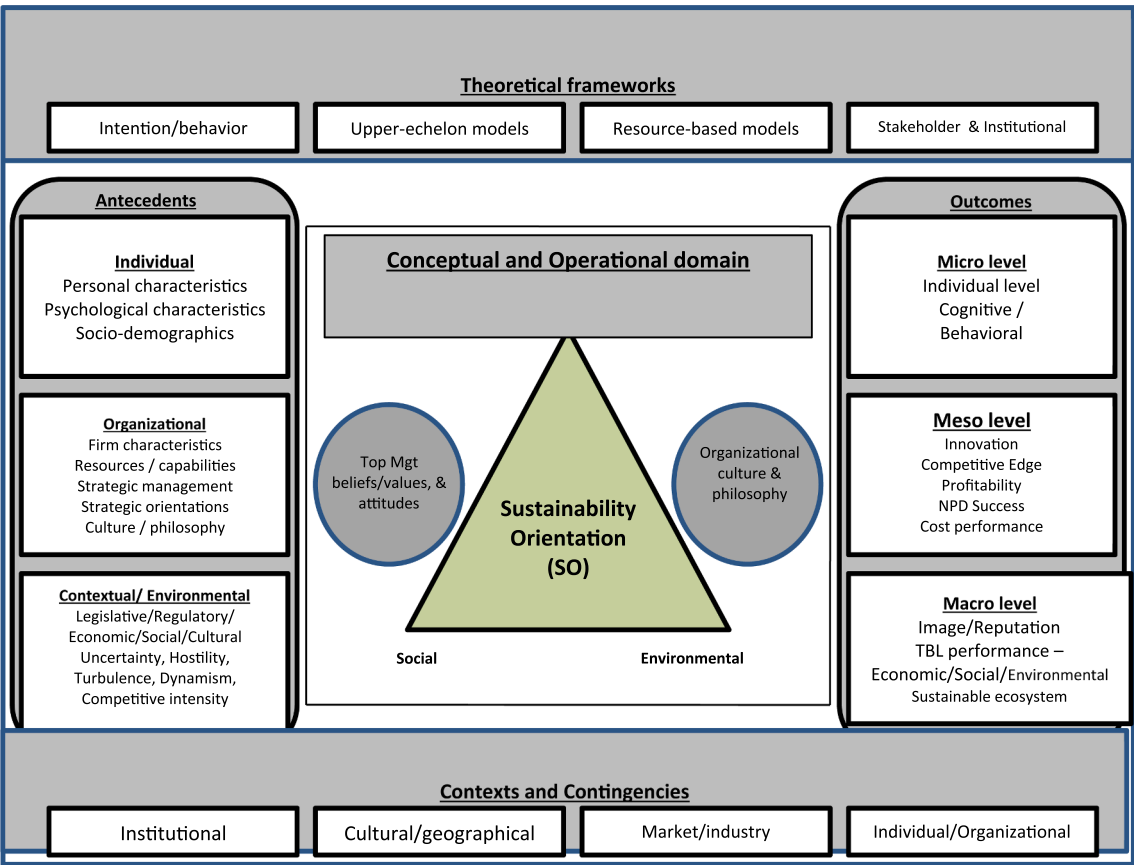 Theoretical frameworks
Intention/behavior
Upper-echelon models
Resource-based models
Stakeholder & Institutional
Antecedents
Individual
Personal characteristics
Psychological characteristics
Socio-demographics
Organizational
Firm characteristics
Resources / capabilities
Strategic management
Strategic orientations
Culture / philosophy
Contextual/ Environmental
Legislative/Regulatory/
Economic/Social/Cultural
Uncertainty, Hostility,
Turbulence, Dynamism,
Competitive intensity
Conceptual and Operational domain
Top Mgt
beliefs/values, &
attitudes
Sustainability
Orientation
(SO)
Organizational
culture &
philosophy
Social
Environmental
Outcomes
Micro level
Individual level
Cognitive /
Behavioral
Meso level
Innovation
Competitive Edge
Profitability
NPD Success
Cost performance
Macro level
Image/Reputation
TBL performance –
Economic/Social/Environmental
Sustainable ecosystem
Contexts and Contingencies
Institutional
Cultural/geographical
Market/industry
Individual/Organizational